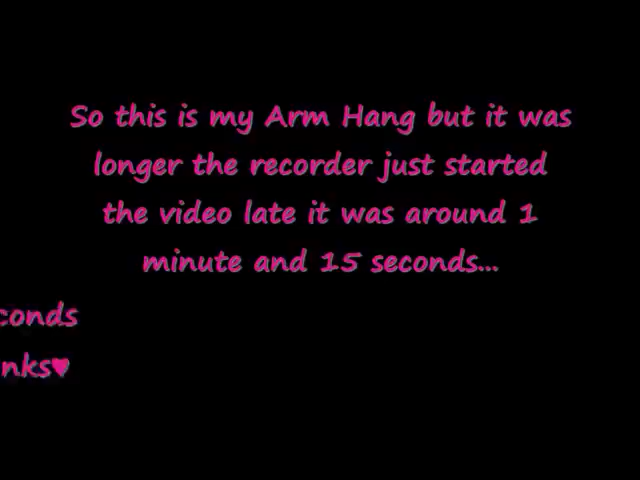 So this is my Arm Hang but it was
longer the recorder just started
the video late it was around 1
minute and 15 seconds...
conds
nks♥